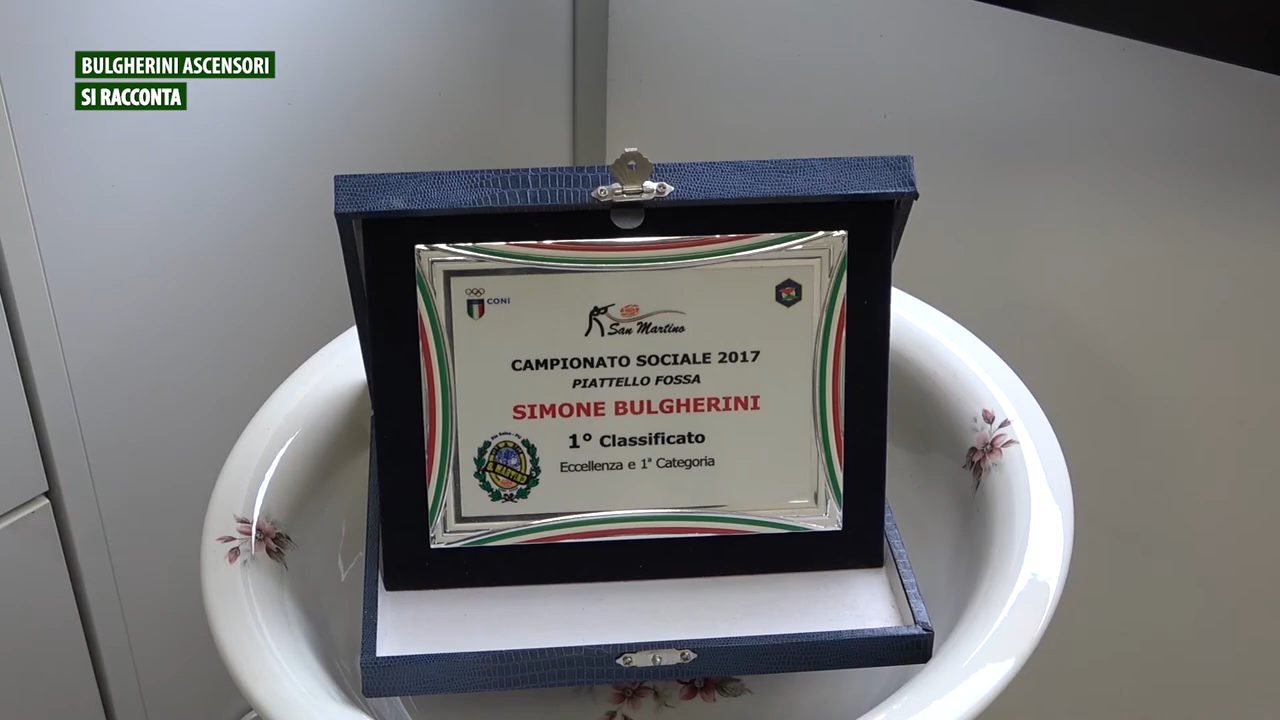 BULGHERINI ASCENSORI
SI RACCONTA
CONI
San Martino
CAMPIONATO SOCIALE 2017
PIATTELLO FOSSA
SIMONE BULGHERINI
1° Classificato
Eccellenza e 1ª Categoria
S. MARTINO